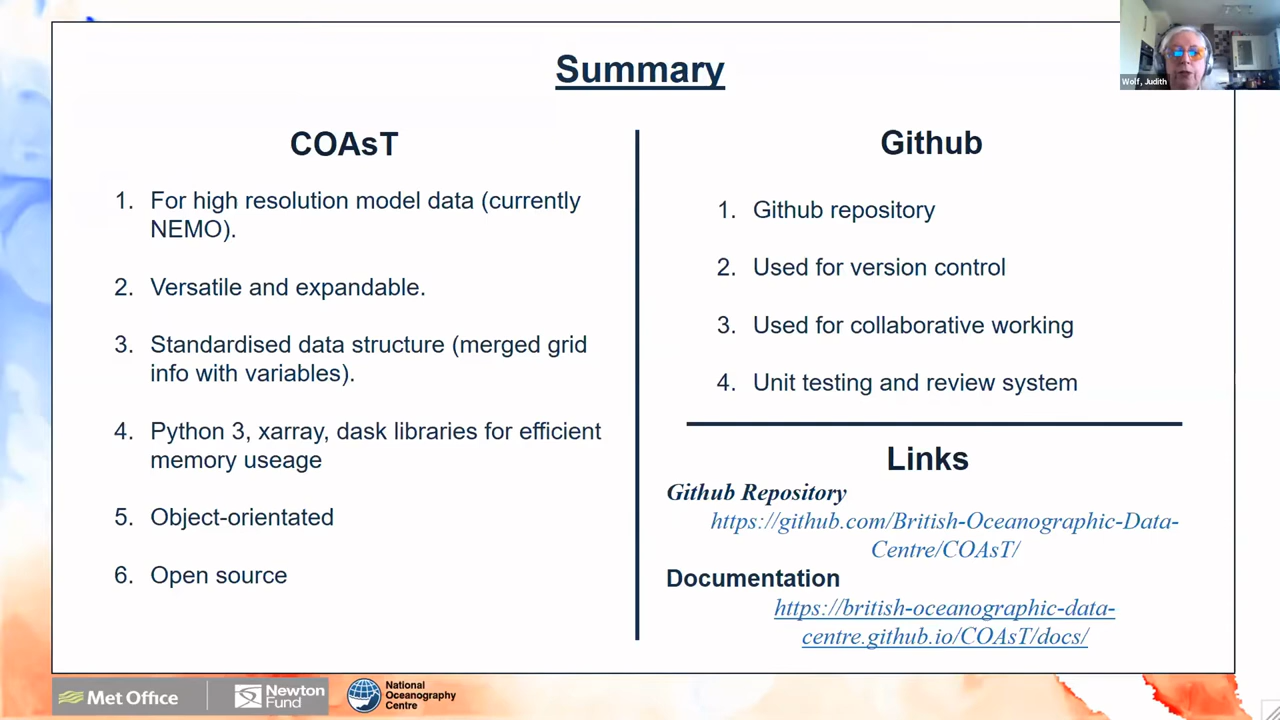 Summary
Wolf, Judith
COAsT
1. For high resolution model data (currently
NEMO).
2. Versatile and expandable.
3. Standardised data structure (merged grid
info with variables).
4. Python 3, xarray, dask libraries for efficient
memory useage
5. Object-orientated
6. Open source
Github
1. Github repository
2. Used for version control
3. Used for collaborative working
4. Unit testing and review system
Links
Github Repository
https://github.com/British-Oceanographic-Data-
Centre/COAsT/
Documentation
https://british-oceanographic-data-
centre.github.io/COAsT/docs/
Met Office
Newton
Fund
National
Oceanography
Centre